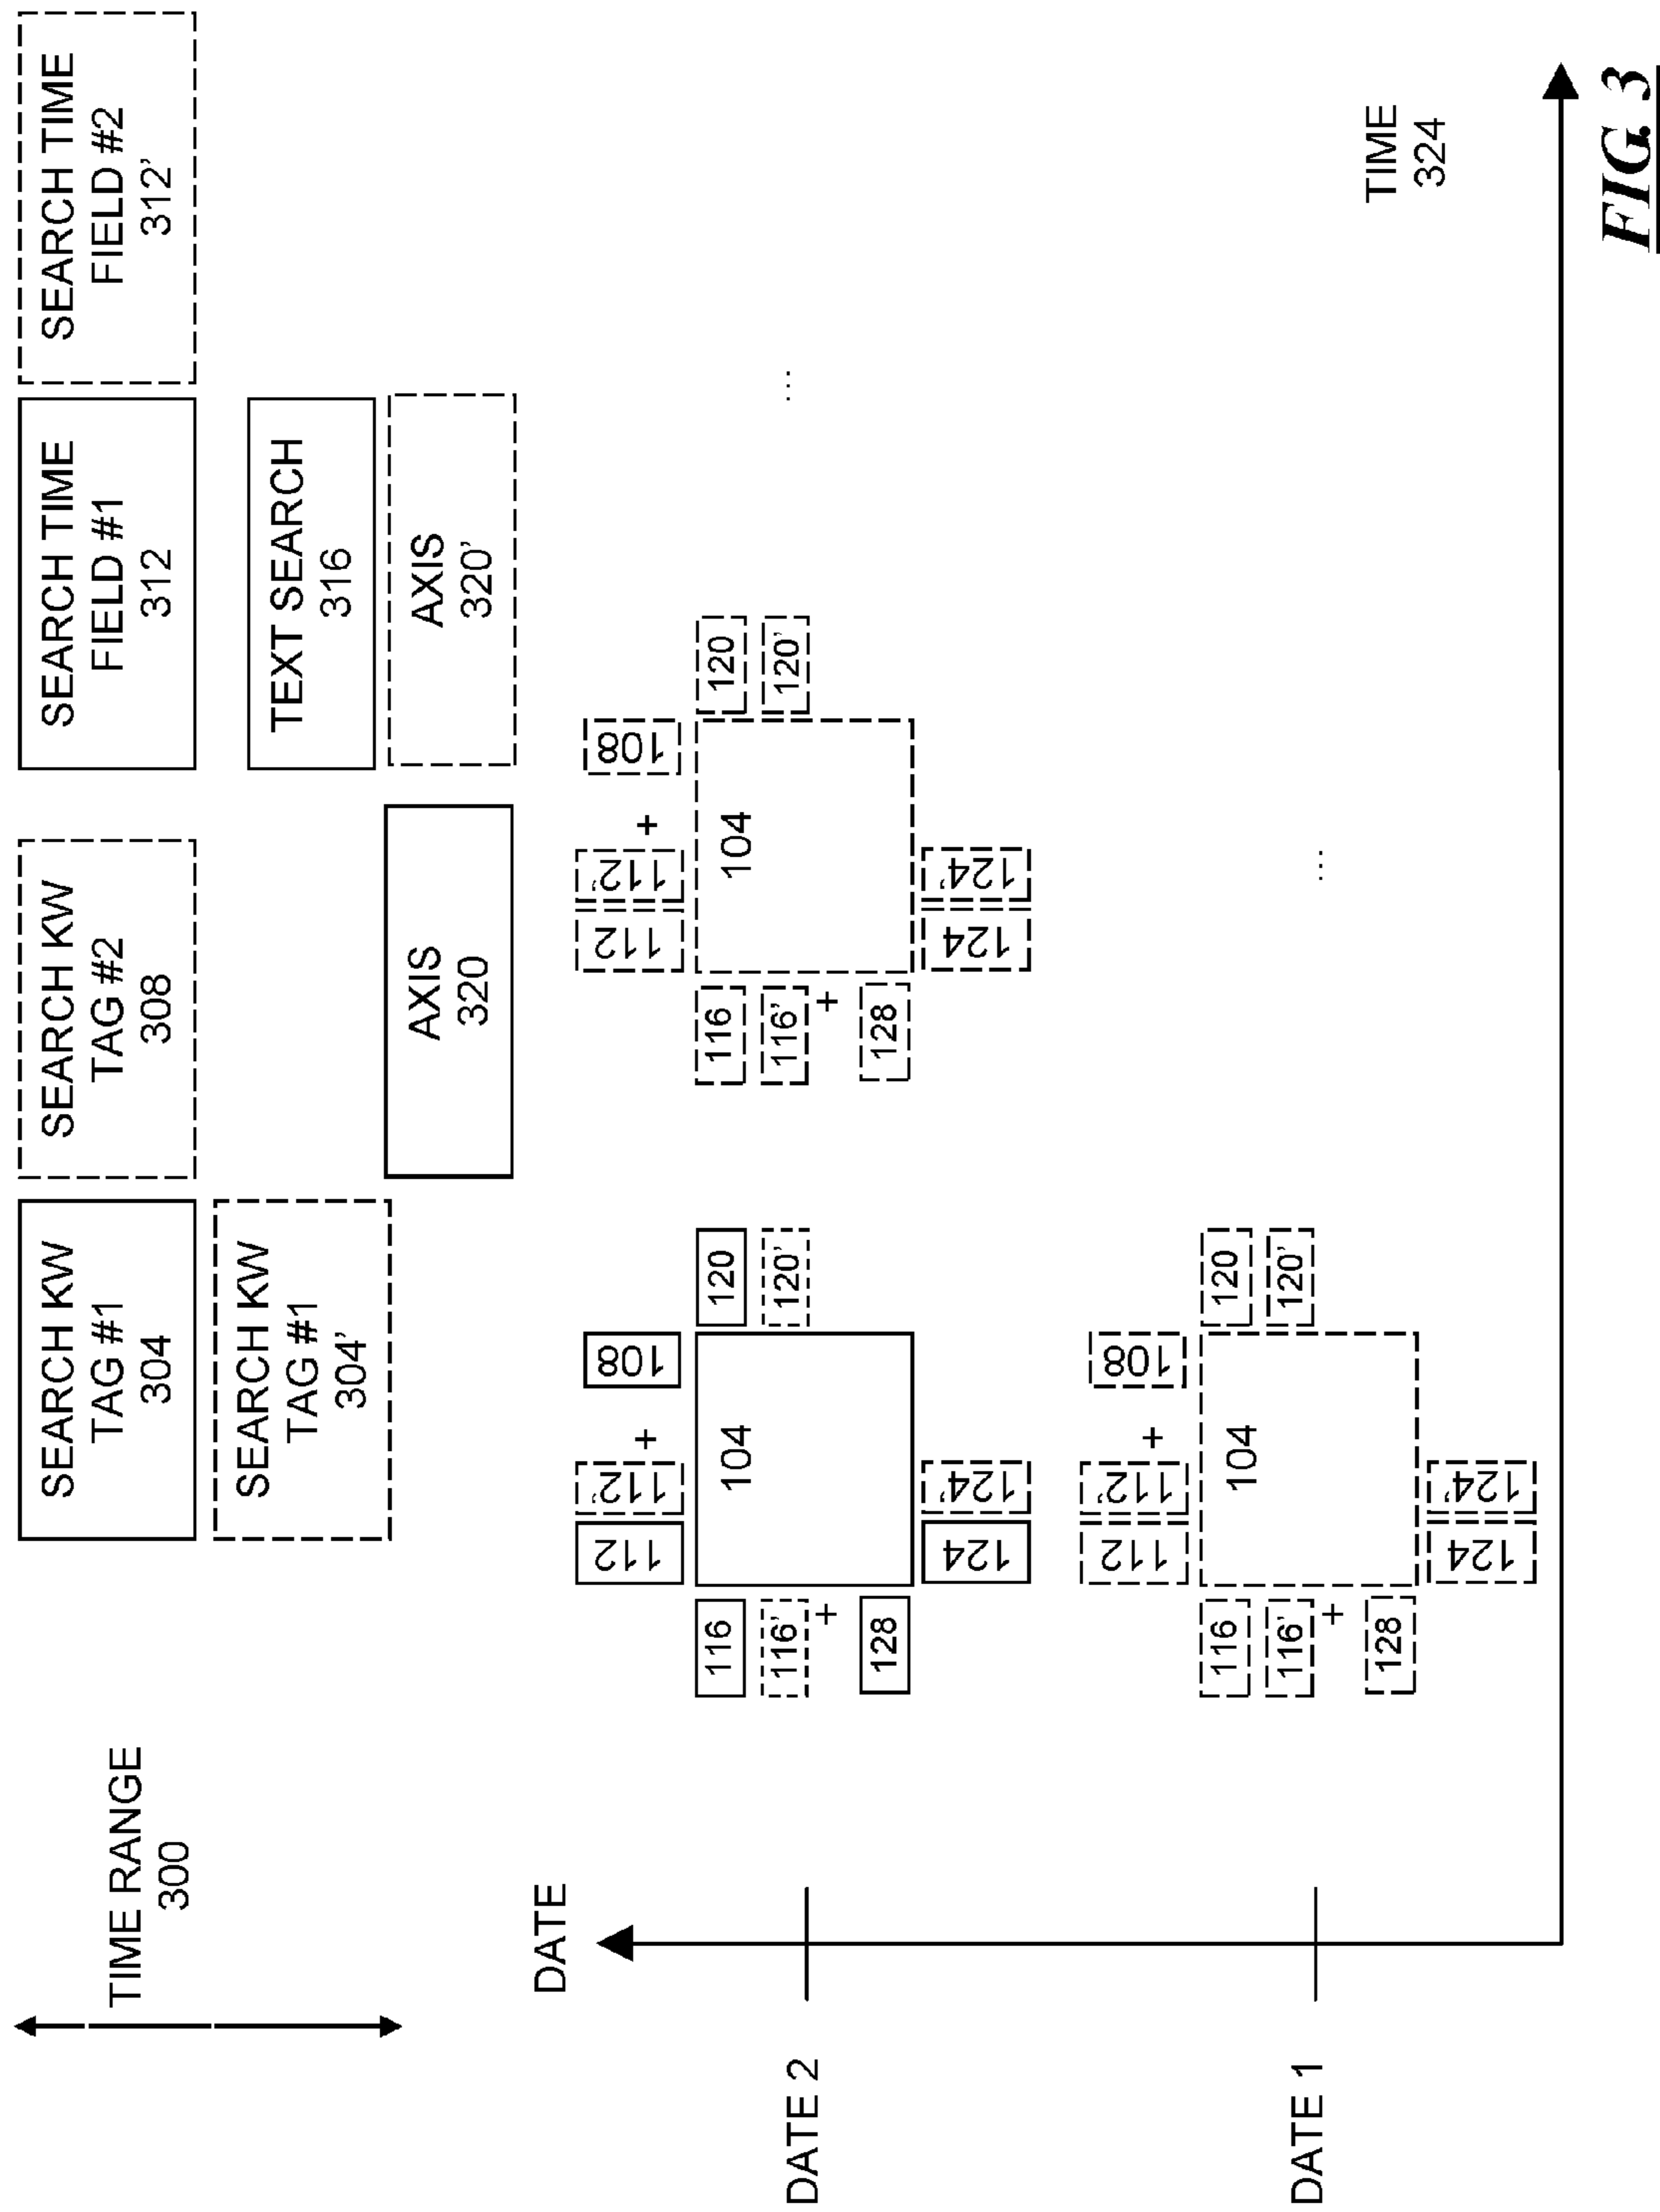 TIME RANGE
300
SEARCH KW
TAG #1
304
SEARCH KW
TAG #2
308
SEARCH TIME
FIELD #1
312
SEARCH TIME
FIELD #2
312'
SEARCH KW
TAG #1
304'
TEXT SEARCH
316
AXIS
320
AXIS
320'
DATE
DATE 2
112
112'
+
108
116
116'
+
128
104
120
120'
124
124'
112
112'
+
108
116
116'
+
128
104
120
120'
124
124'
...
DATE 1
112
112'
+
108
116
116'
+
128
104
120
120'
124
124'
...
TIME
324
FIG. 3